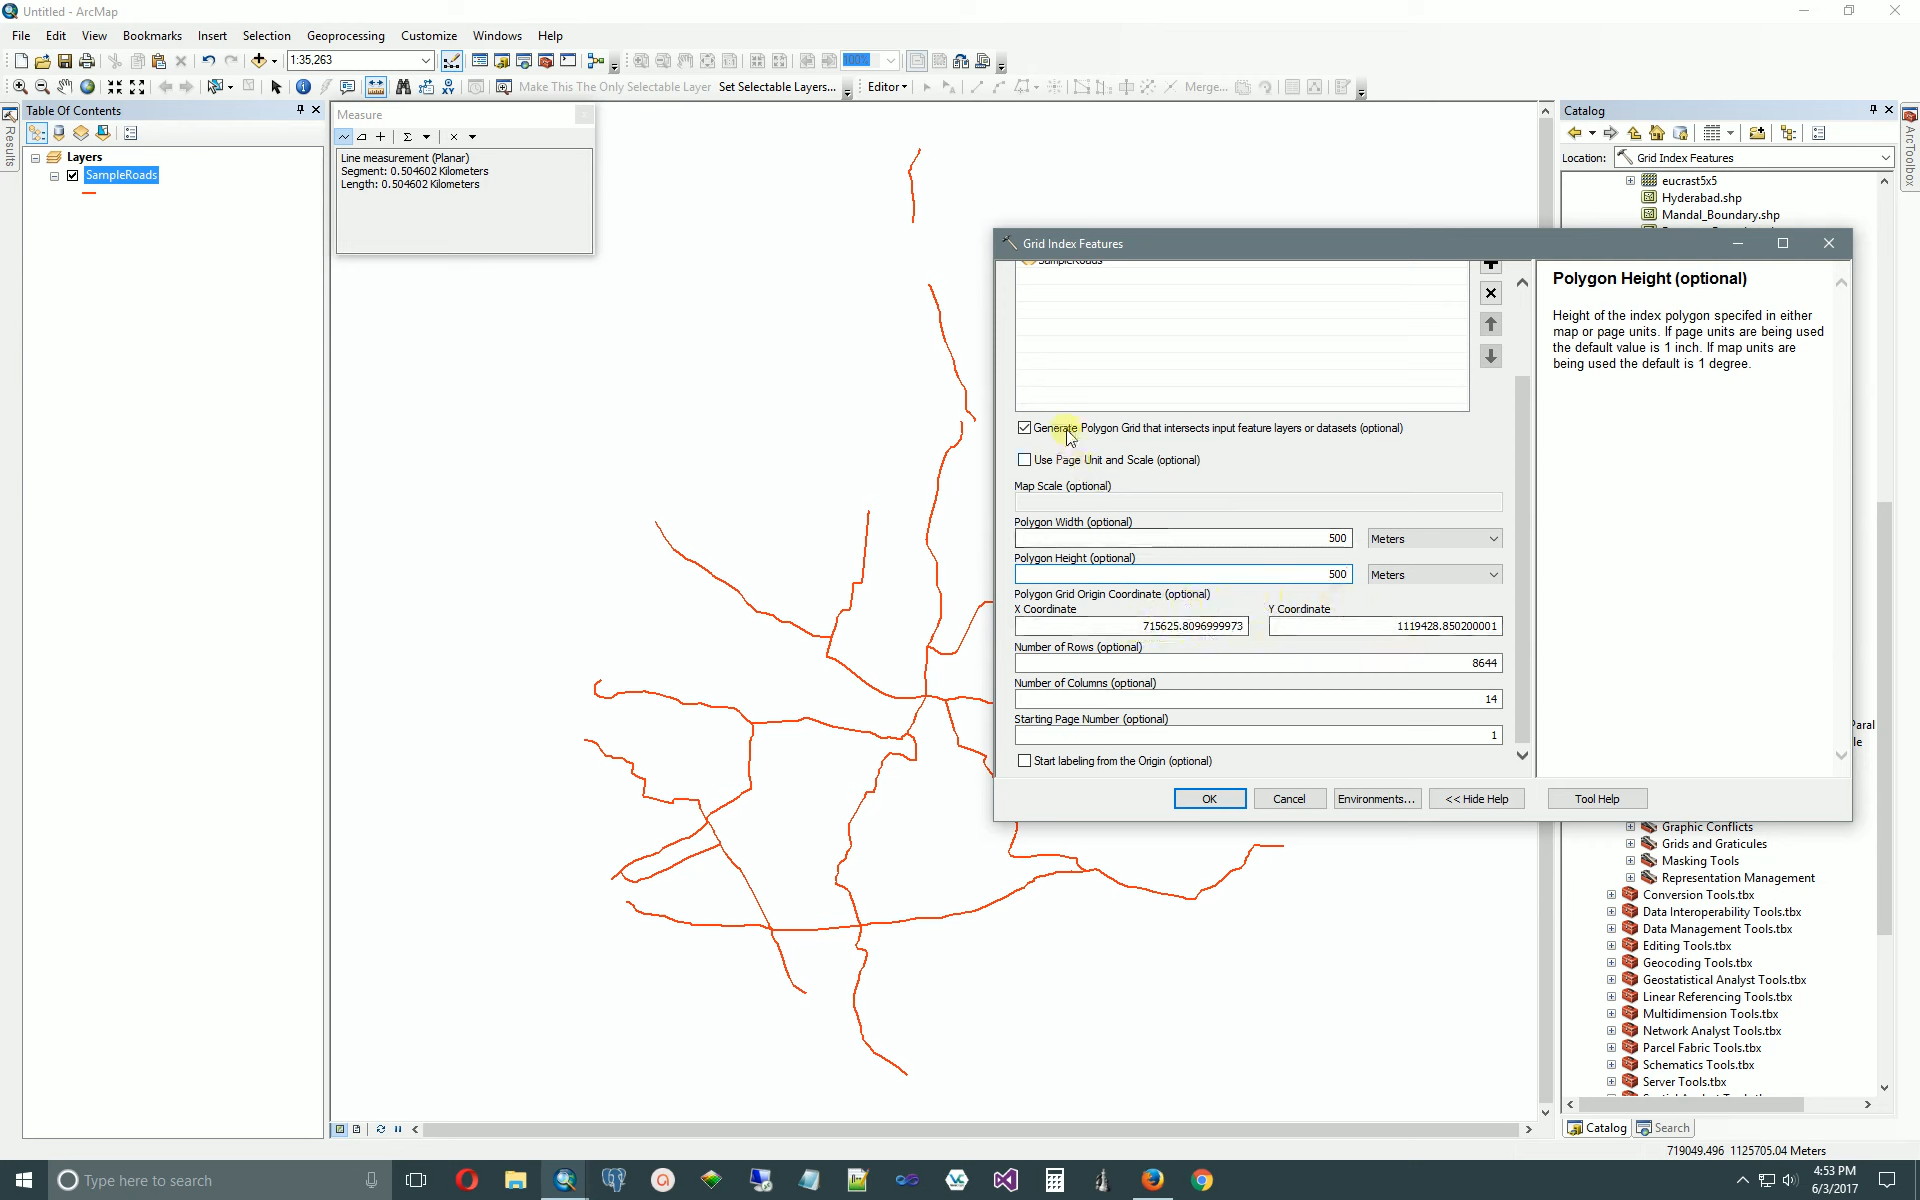 Untitled - ArcMap
File Edit View Bookmarks Insert Selection Geoprocessing Customize Windows Help
1:35,263
100%
Make This The Only Selectable Layer Set Selectable Layers... Editor Merge...
Results
Table Of Contents
Layers
SampleRoads
Measure
Line measurement (Planar)
Segment: 0.504602 Kilometers
Length: 0.504602 Kilometers
Catalog
Location: Grid Index Features
ArcToolbox
eucrast5x5
Hyderabad.shp
Mandal_Boundary.shp
Grid Index Features
SampleRoads
Generate Polygon Grid that intersects input feature layers or datasets (optional)
Use Page Unit and Scale (optional)
Map Scale (optional)
Polygon Width (optional)
500 Meters
Polygon Height (optional)
500 Meters
Polygon Grid Origin Coordinate (optional)
X Coordinate Y Coordinate
715625.8096999973 1119428.850200001
Number of Rows (optional)
8644
Number of Columns (optional)
14
Starting Page Number (optional)
1
Start labeling from the Origin (optional)
OK Cancel Environments... << Hide Help Tool Help
Polygon Height (optional)
Height of the index polygon specifed in either
map or page units. If page units are being used
the default value is 1 inch. If map units are
being used the default is 1 degree.
Graphic Conflicts
Grids and Graticules
Masking Tools
Representation Management
Conversion Tools.tbx
Data Interoperability Tools.tbx
Data Management Tools.tbx
Editing Tools.tbx
Geocoding Tools.tbx
Geostatistical Analyst Tools.tbx
Linear Referencing Tools.tbx
Multidimension Tools.tbx
Network Analyst Tools.tbx
Parcel Fabric Tools.tbx
Schematics Tools.tbx
Server Tools.tbx
Catalog Search
719049.496 1125705.04 Meters
Type here to search
4:53 PM
6/3/2017